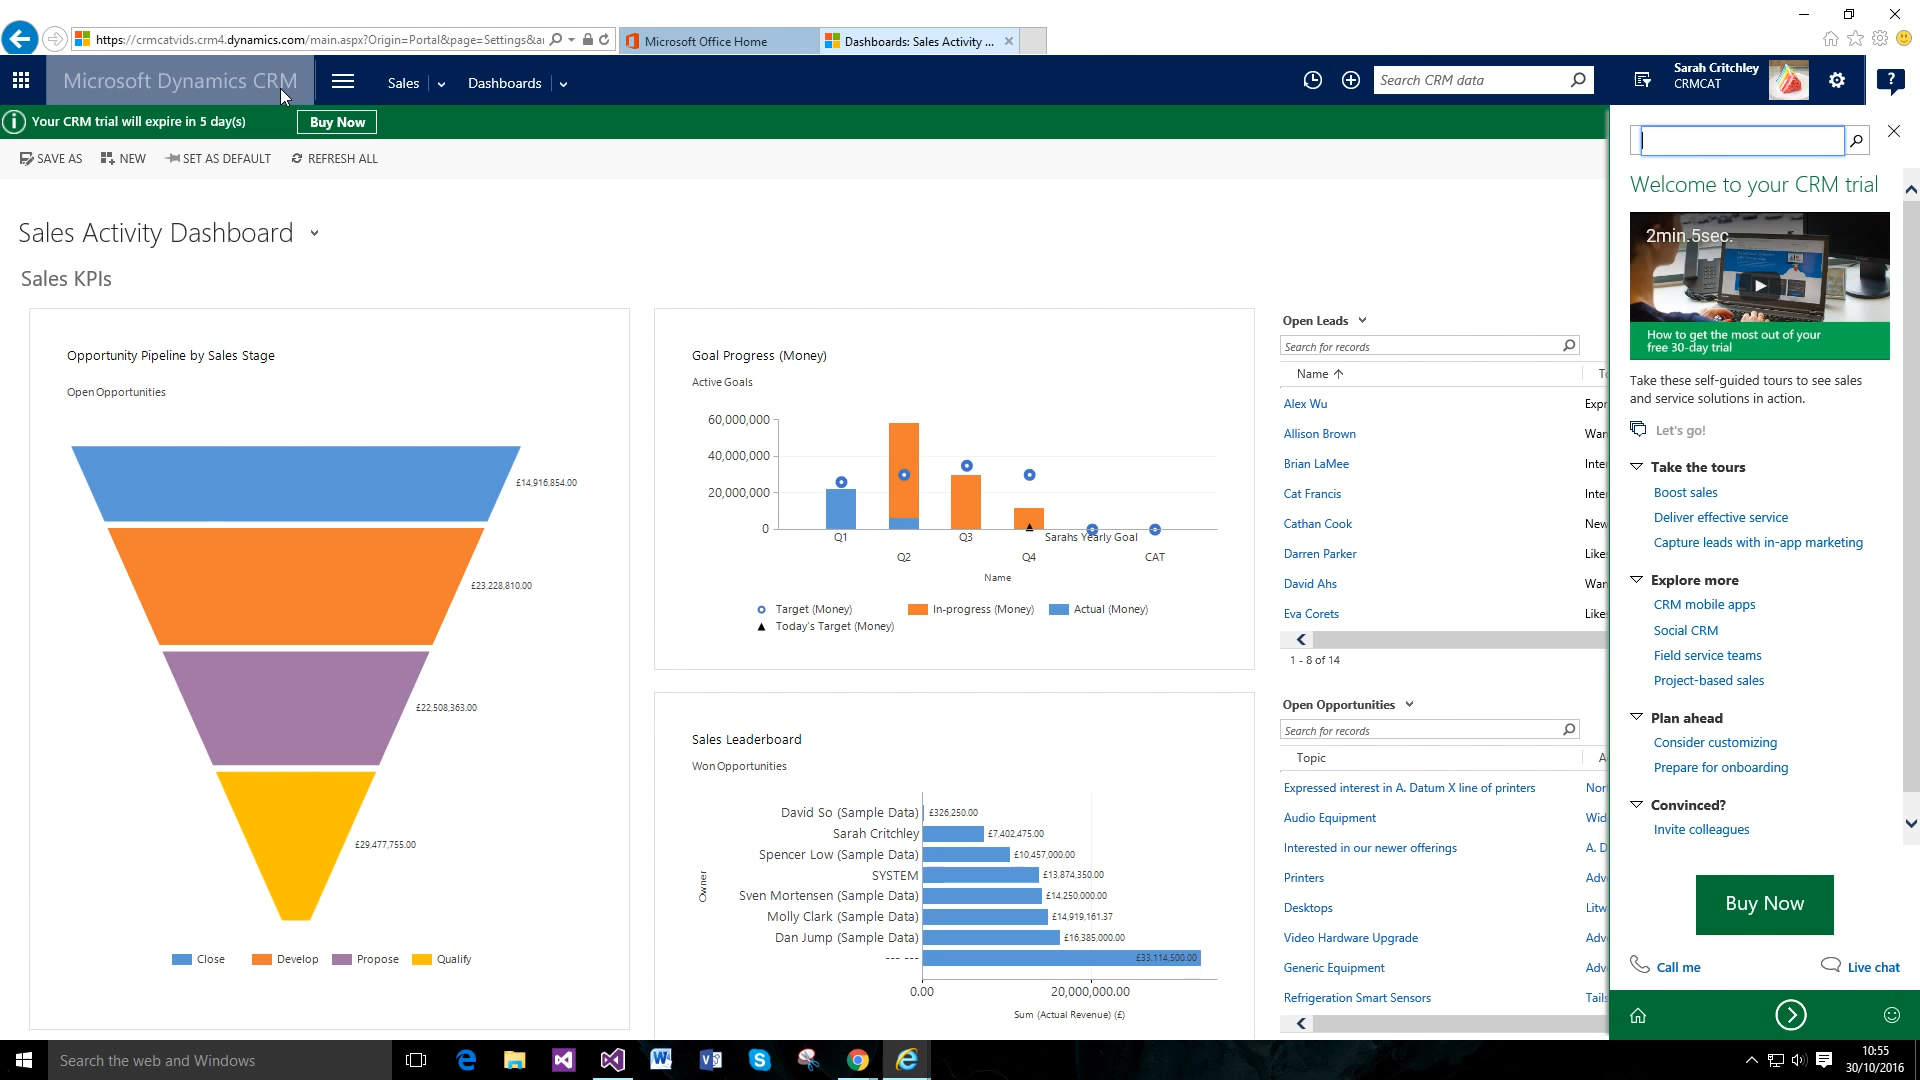 https://crmcatvids.crm4.dynamics.com/main.aspx?Origin=Portal&page=Settings&a
Microsoft Office Home
Dashboards: Sales Activity ...
Microsoft Dynamics CRM
Sales
Dashboards
Search CRM data
Sarah Critchley
CRMCAT
?
Your CRM trial will expire in 5 day(s)
Buy Now
SAVE AS
NEW
SET AS DEFAULT
REFRESH ALL
Sales Activity Dashboard
Sales KPIs
Opportunity Pipeline by Sales Stage
Open Opportunities
£14,916,854.00
£23,228,810.00
£22,508,363.00
£29,477,755.00
Close
Develop
Propose
Qualify
Goal Progress (Money)
Active Goals
60,000,000
40,000,000
20,000,000
0
Q1
Q3
Sarahs Yearly Goal
Q2
Q4
CAT
Name
Target (Money)
In-progress (Money)
Actual (Money)
Today's Target (Money)
Sales Leaderboard
Won Opportunities
Owner
David So (Sample Data)
£326,250.00
Sarah Critchley
£7,402,475.00
Spencer Low (Sample Data)
£10,457,000.00
SYSTEM
£13,874,350.00
Sven Mortensen (Sample Data)
£14,250,000.00
Molly Clark (Sample Data)
£14,919,161.37
Dan Jump (Sample Data)
£16,385,000.00
--- ---
£33,114,500.00
0.00
20,000,000.00
Sum (Actual Revenue) (£)
Open Leads
Search for records
Name
Alex Wu
Expr
Allison Brown
Wan
Brian LaMee
Inte
Cat Francis
Inte
Cathan Cook
New
Darren Parker
Like
David Ahs
Wan
Eva Corets
Like
1 - 8 of 14
Open Opportunities
Search for records
Topic
A
Expressed interest in A. Datum X line of printers
Nor
Audio Equipment
Wid
Interested in our newer offerings
A. D
Printers
Adv
Desktops
Litw
Video Hardware Upgrade
Adv
Generic Equipment
Adv
Refrigeration Smart Sensors
Tails
Welcome to your CRM trial
2min.5sec.
How to get the most out of your
free 30-day trial
Take these self-guided tours to see sales
and service solutions in action.
Let's go!
Take the tours
Boost sales
Deliver effective service
Capture leads with in-app marketing
Explore more
CRM mobile apps
Social CRM
Field service teams
Project-based sales
Plan ahead
Consider customizing
Prepare for onboarding
Convinced?
Invite colleagues
Buy Now
Call me
Live chat
Search the web and Windows
10:55
30/10/2016